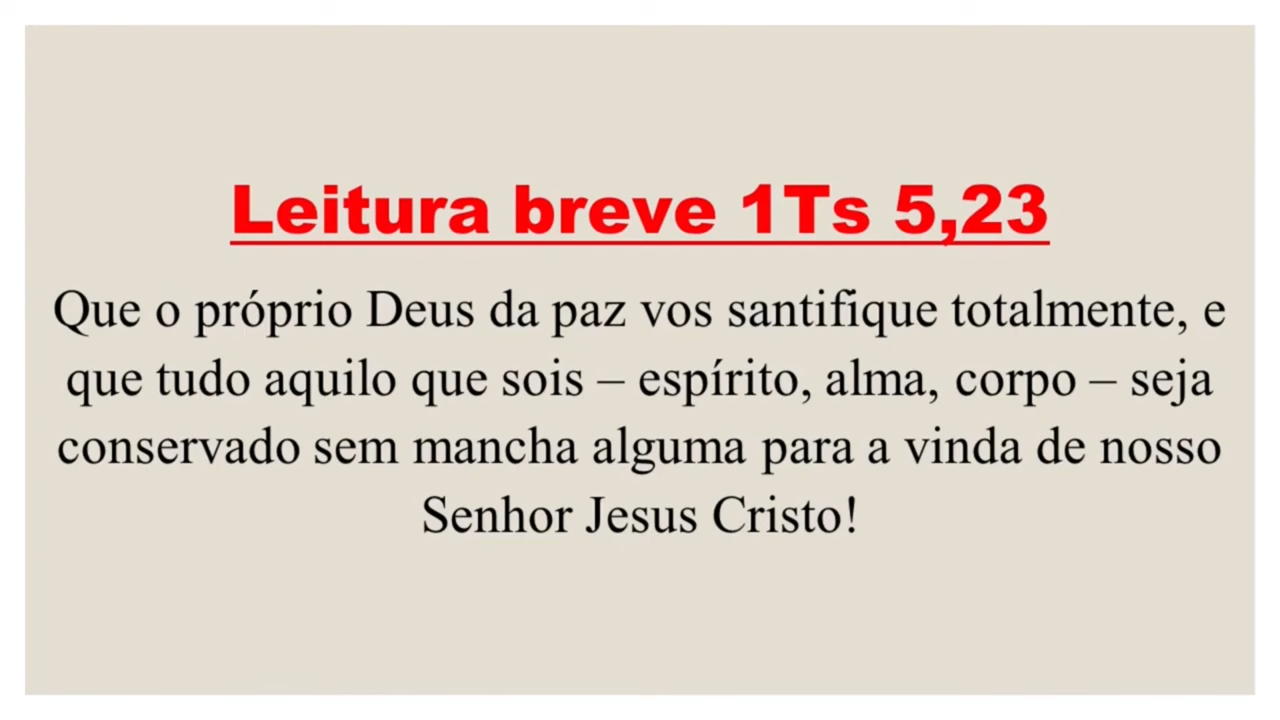 Leitura breve 1Ts 5,23
Que o próprio Deus da paz vos santifique totalmente, e
que tudo aquilo que sois – espírito, alma, corpo – seja
conservado sem mancha alguma para a vinda de nosso
Senhor Jesus Cristo!